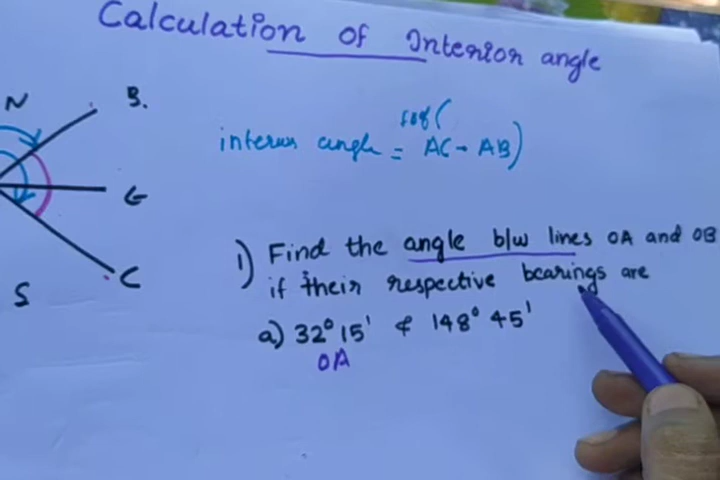 Calculation of Interior angle
N
B.
E
C
S
interior angle = AC - AB)
1) Find the angle b/w lines OA and OB
if their respective bearings are
a) 32° 15' & 148° 45'
OA